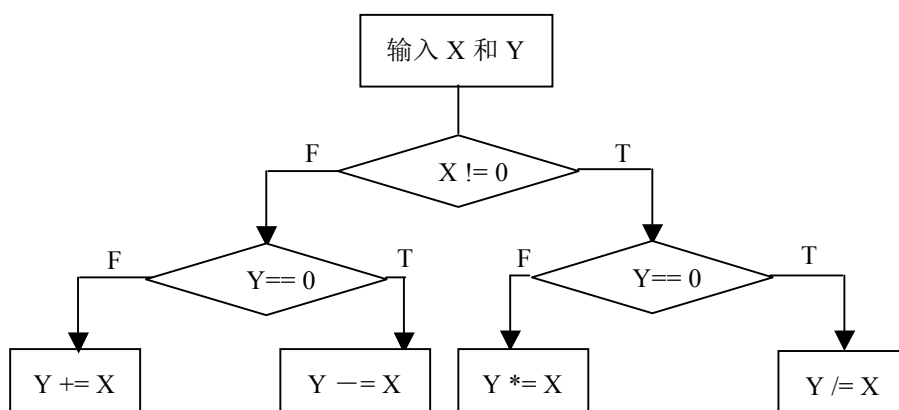 输入 X 和 Y
F
T
X != 0
F
T
F
T
Y== 0
Y== 0
Y += X
Y －= X
Y *= X
Y /= X